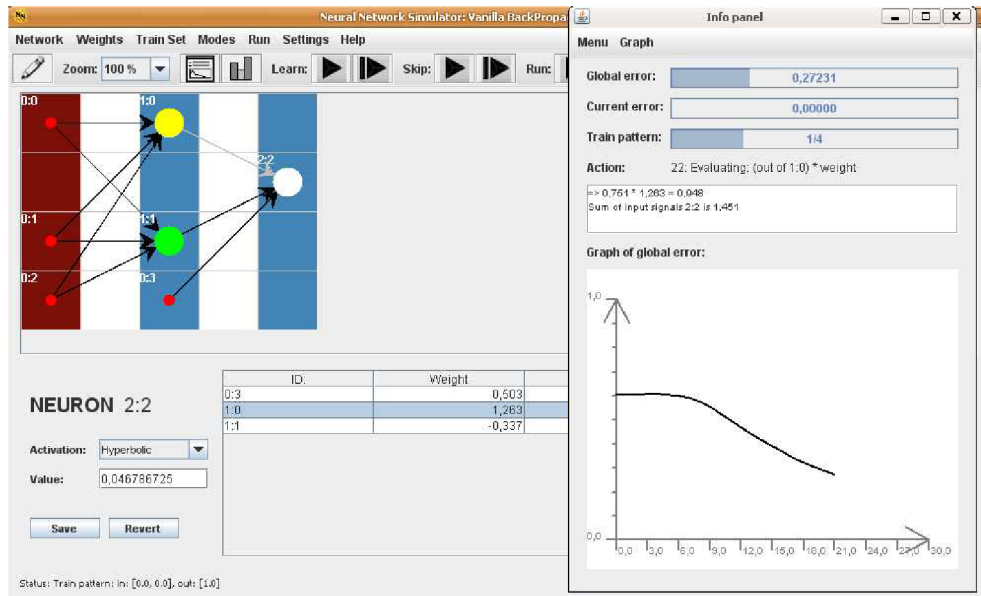 Neural Network Simulator: Vanilla BackPropa
Network Weights Train Set Modes Run Settings Help
Zoom: 100 % Learn: Skip: Run:
0:0 1:0
2:2
0:1 1:1
0:2 0:3
NEURON 2:2
Activation: Hyperbolic
Value: 0,046786725
Save Revert
ID: Weight
0:3 0,503
1:0 1,263
1:1 -0,337
Status: Train pattern: in: [0.0, 0.0], out: [1.0]
Info panel
Menu Graph
Global error: 0,27231
Current error: 0,00000
Train pattern: 1/4
Action: 22: Evaluating: (out of 1:0) * weight
=> 0,751 * 1,263 = 0,948
Sum of input signals 2:2 is 1,451
Graph of global error:
1,0
0,0
0,0 3,0 6,0 9,0 12,0 15,0 18,0 21,0 24,0 27,0 30,0